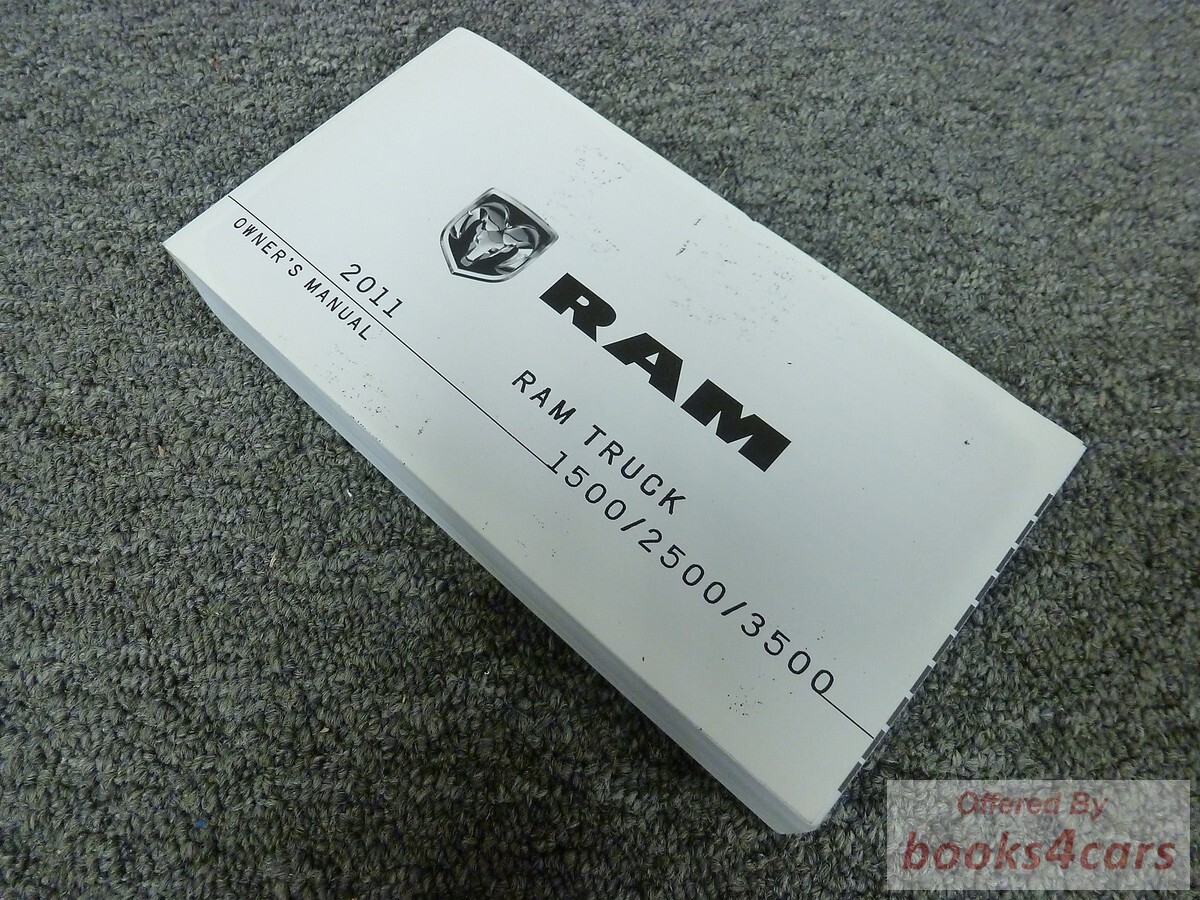 RAM
RAM TRUCK
1500/2500/3500
2011
OWNER'S MANUAL
Offered By
books4cars